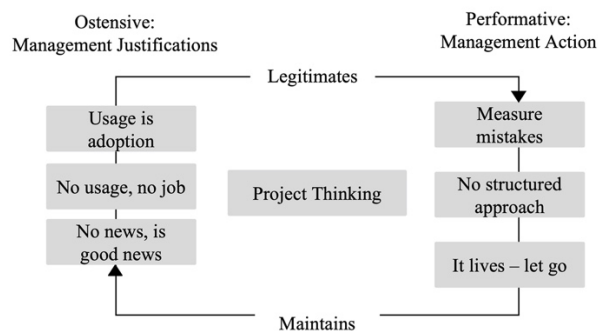 Ostensive:
Management Justifications
Performative:
Management Action
Legitimates
Usage is
adoption
Measure
mistakes
No usage, no job
Project Thinking
No structured
approach
No news, is
good news
It lives – let go
Maintains